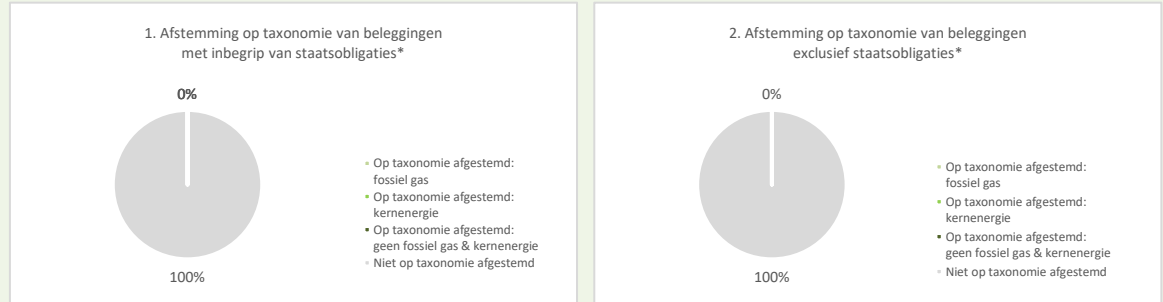 1. Afstemming op taxonomie van beleggingen
met inbegrip van staatsobligaties*
0%
Op taxonomie afgestemd:
fossiel gas
Op taxonomie afgestemd:
kernenergie
Op taxonomie afgestemd:
geen fossiel gas & kernenergie
Niet op taxonomie afgestemd
100%
2. Afstemming op taxonomie van beleggingen
exclusief staatsobligaties*
0%
Op taxonomie afgestemd:
fossiel gas
Op taxonomie afgestemd:
kernenergie
Op taxonomie afgestemd:
geen fossiel gas & kernenergie
Niet op taxonomie afgestemd
100%